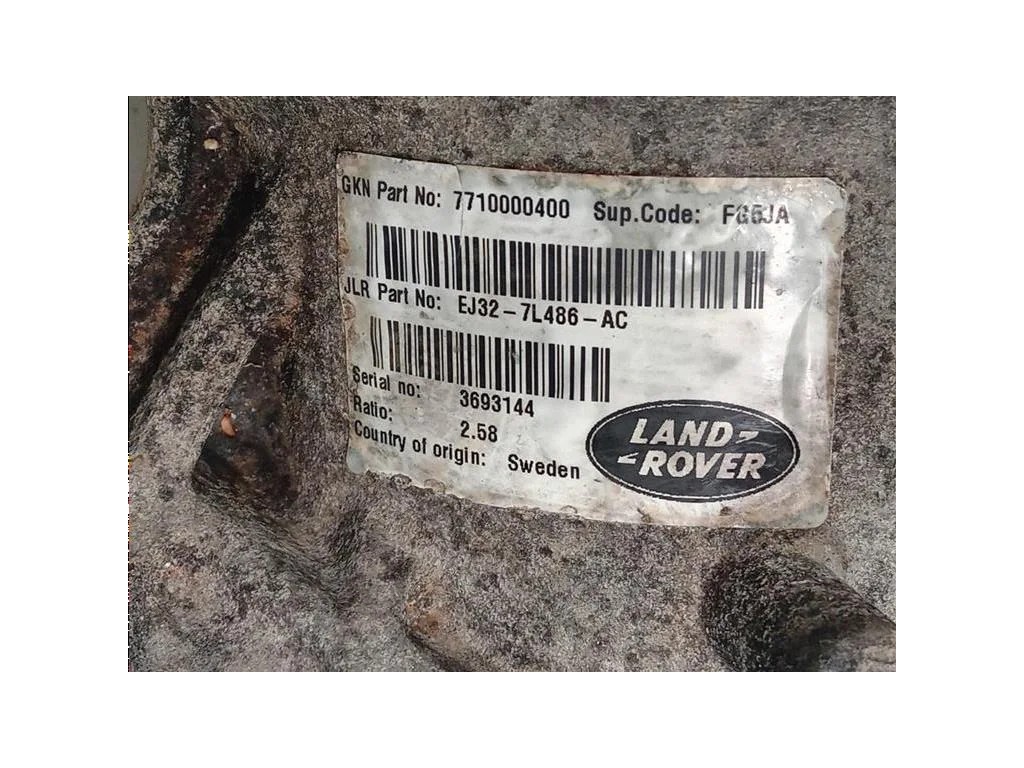 GKN Part No: 7710000400 Sup.Code: FG5JA
JLR Part No: EJ32-7L486-AC
Serial no: 3693144
Ratio: 2.58
Country of origin: Sweden
LAND-
-ROVER